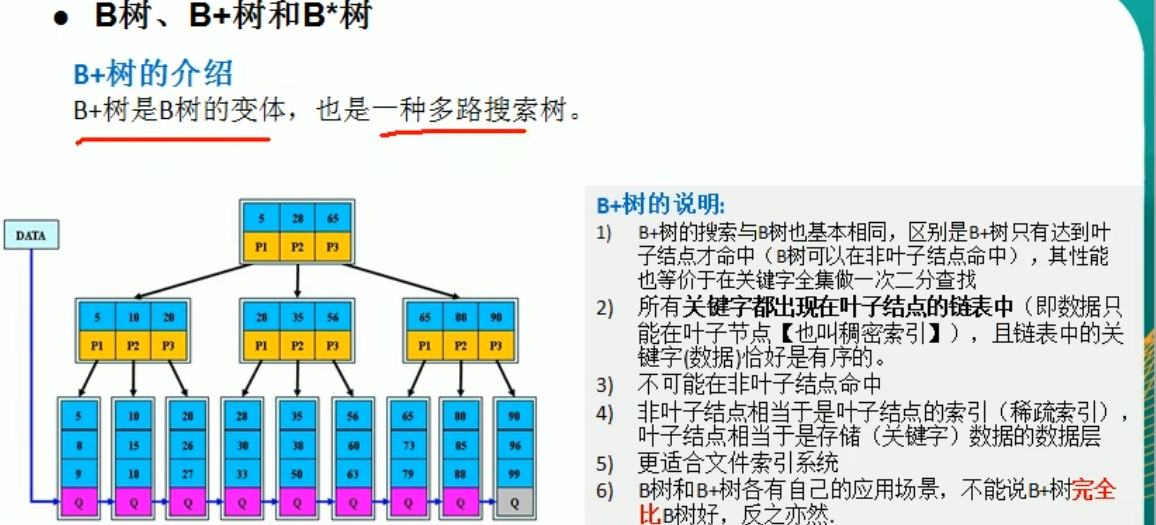 ● B树、B+树和B*树
B+树的介绍
B+树是B树的变体，也是一种多路搜索树。
DATA
5 28 65
P1 P2 P3
5 10 20
P1 P2 P3
28 35 56
P1 P2 P3
65 80 90
P1 P2 P3
5 10 20 28 35 56 65 80 90
8 15 26 30 38 60 73 85 96
9 18 27 33 50 63 79 88 99
Q Q Q Q Q Q Q Q Q
B+树的说明:
1) B+树的搜索与B树也基本相同，区别是B+树只有达到叶
子结点才命中（B树可以在非叶子结点命中），其性能
也等价于在关键字全集做一次二分查找
2) 所有关键字都出现在叶子结点的链表中（即数据只
能在叶子节点【也叫稠密索引】），且链表中的关
键字(数据)恰好是有序的。
3) 不可能在非叶子结点命中
4) 非叶子结点相当于是叶子结点的索引（稀疏索引），
叶子结点相当于是存储（关键字）数据的数据层
5) 更适合文件索引系统
6) B树和B+树各有自己的应用场景，不能说B+树完全
比B树好，反之亦然.